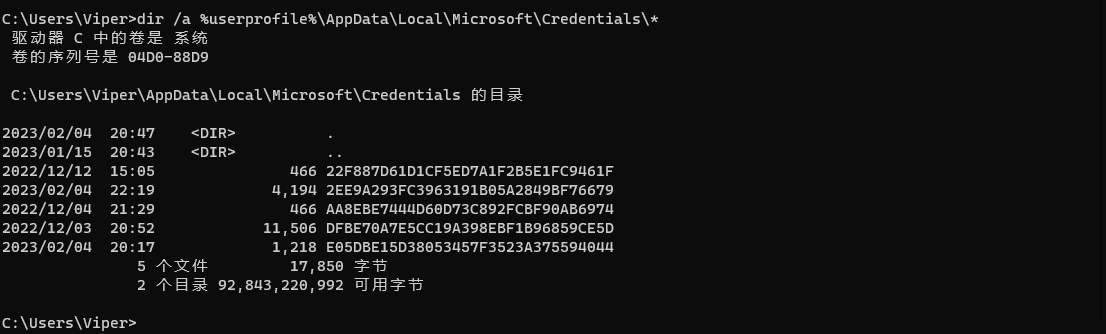 C:\Users\Viper>dir /a %userprofile%\AppData\Local\Microsoft\Credentials\*
驱动器 C 中的卷是 系统
卷的序列号是 04D0-88D9
C:\Users\Viper\AppData\Local\Microsoft\Credentials 的目录
2023/02/04  20:47    <DIR>          .
2023/01/15  20:43    <DIR>          ..
2022/12/12  15:05               466 22F887D61D1CF5ED7A1F2B5E1FC9461F
2023/02/04  22:19             4,194 2EE9A293FC3963191B05A2849BF76679
2022/12/04  21:29               466 AA8EBE7444D60D73C892FCBF90AB6974
2022/12/03  20:52            11,506 DFBE70A7E5CC19A398EBF1B96859CE5D
2023/02/04  20:17             1,218 E05DBE15D38053457F3523A375594044
5 个文件         17,850 字节
2 个目录 92,843,220,992 可用字节
C:\Users\Viper>